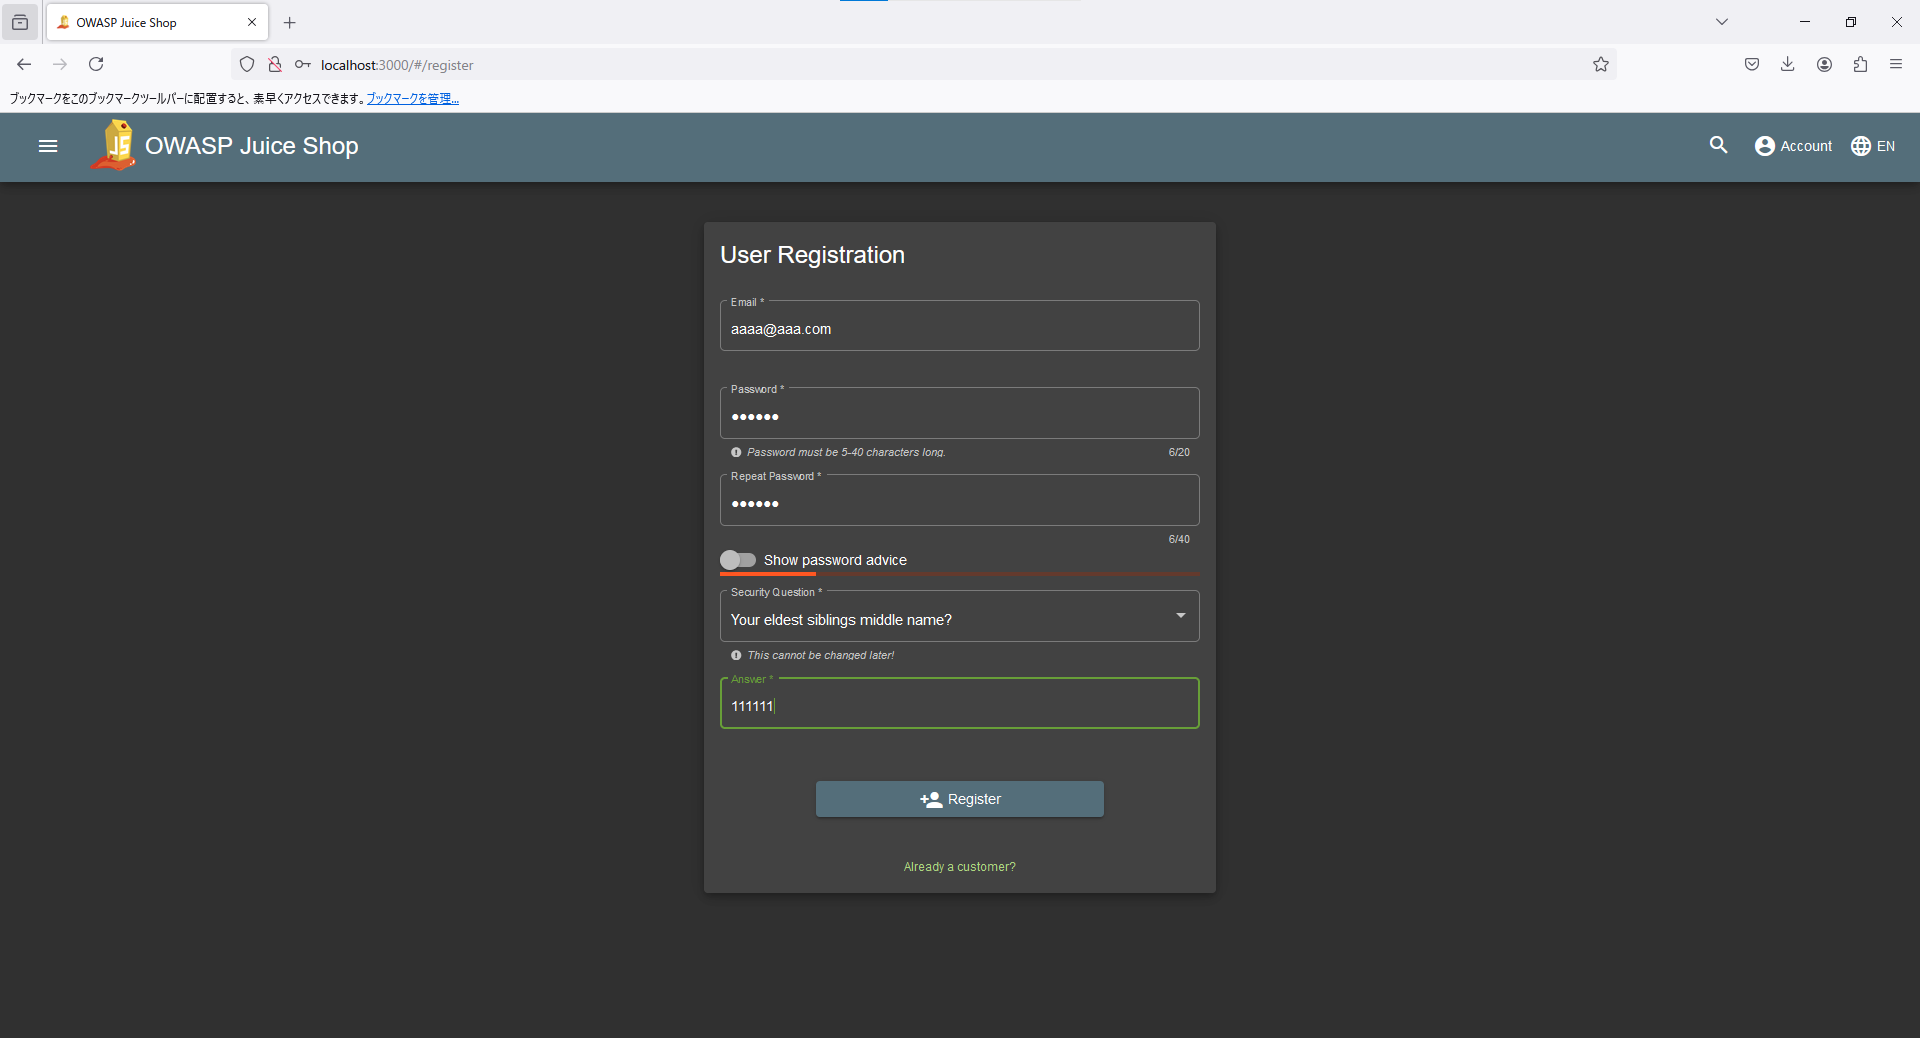 OWASP Juice Shop
localhost:3000/#/register
ブックマークをこのブックマークツールバーに配置すると、素早くアクセスできます。ブックマークを管理...
JS
OWASP Juice Shop
Account
EN
User Registration
Email *
aaaa@aaa.com
Password *
••••••
Password must be 5-40 characters long.
6/20
Repeat Password *
••••••
6/40
Show password advice
Security Question *
Your eldest siblings middle name?
This cannot be changed later!
Answer *
111111
Register
Already a customer?